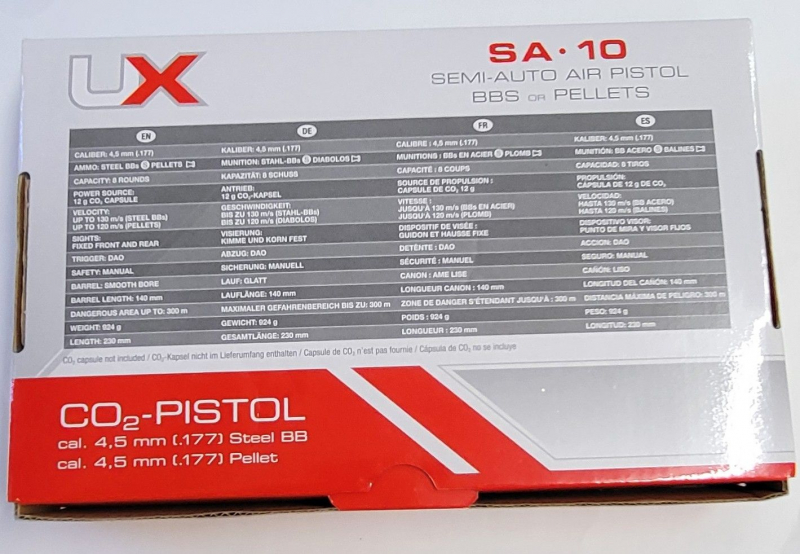 UX
SA·10
SEMI-AUTO AIR PISTOL
BBS OR PELLETS
EN
CALIBER: 4,5 mm (.177)
AMMO: STEEL BBs PELLETS
CAPACITY: 8 ROUNDS
POWER SOURCE:
12 g CO₂ CAPSULE
VELOCITY:
UP TO 130 m/s (STEEL BBs)
UP TO 120 m/s (PELLETS)
SIGHTS:
FIXED FRONT AND REAR
TRIGGER: DAO
SAFETY: MANUAL
BARREL: SMOOTH BORE
BARREL LENGTH: 140 mm
DANGEROUS AREA UP TO: 300 m
WEIGHT: 924 g
LENGTH: 230 mm
DE
KALIBER: 4,5 mm (.177)
MUNITION: STAHL-BBs DIABOLOS
KAPAZITÄT: 8 SCHUSS
ANTRIEB:
12 g CO₂-KAPSEL
GESCHWINDIGKEIT:
BIS ZU 130 m/s (STAHL-BBs)
BIS ZU 120 m/s (DIABOLOS)
VISIERUNG:
KIMME UND KORN FEST
ABZUG: DAO
SICHERUNG: MANUELL
LAUF: GLATT
LAUFLÄNGE: 140 mm
MAXIMALER GEFAHRENBEREICH BIS ZU: 300 m
GEWICHT: 924 g
GESAMTLÄNGE: 230 mm
FR
CALIBRE : 4,5 mm (.177)
MUNITIONS : BBs EN ACIER PLOMB
CAPACITÉ : 8 COUPS
SOURCE DE PROPULSION :
CAPSULE DE CO₂ 12 g
VITESSE :
JUSQU'À 130 m/s (BBs EN ACIER)
JUSQU'À 120 m/s (PLOMB)
DISPOSITIF DE VISÉE :
GUIDON ET HAUSSE FIXE
DÉTENTE : DAO
SÉCURITÉ : MANUEL
CANON : AME LISE
LONGUEUR CANON : 140 mm
ZONE DE DANGER S'ÉTENDANT JUSQU'À : 300 m
POIDS : 924 g
LONGUEUR : 230 mm
ES
KALIBER: 4,5 mm (.177)
MUNITIÓN: BB ACERO BALINES
CAPACIDAD: 8 TIROS
PROPULSIÓN:
CÁPSULA DE 12 g DE CO₂
VELOCIDAD:
HASTA 130 m/s (BB ACERO)
HASTA 125 m/s (BALINES)
DISPOSITIVO VISOR:
PUNTO DE MIRA Y VISOR FIJOS
ACCION: DAO
SEGURO: MANUAL
CAÑÓN: LISO
LONGITUD DEL CAÑÓN: 140 mm
DISTANCIA MÁXIMA DE PELIGRO: 300 m
PESO: 924 g
LONGITUD: 230 mm
CO₂ capsule not included / CO₂-Kapsel nicht im Lieferumfang enthalten / Capsule de CO₂ n'est pas fournie / Cápsula de CO₂ no se incluye
CO₂-PISTOL
cal. 4,5 mm (.177) Steel BB
cal. 4,5 mm (.177) Pellet